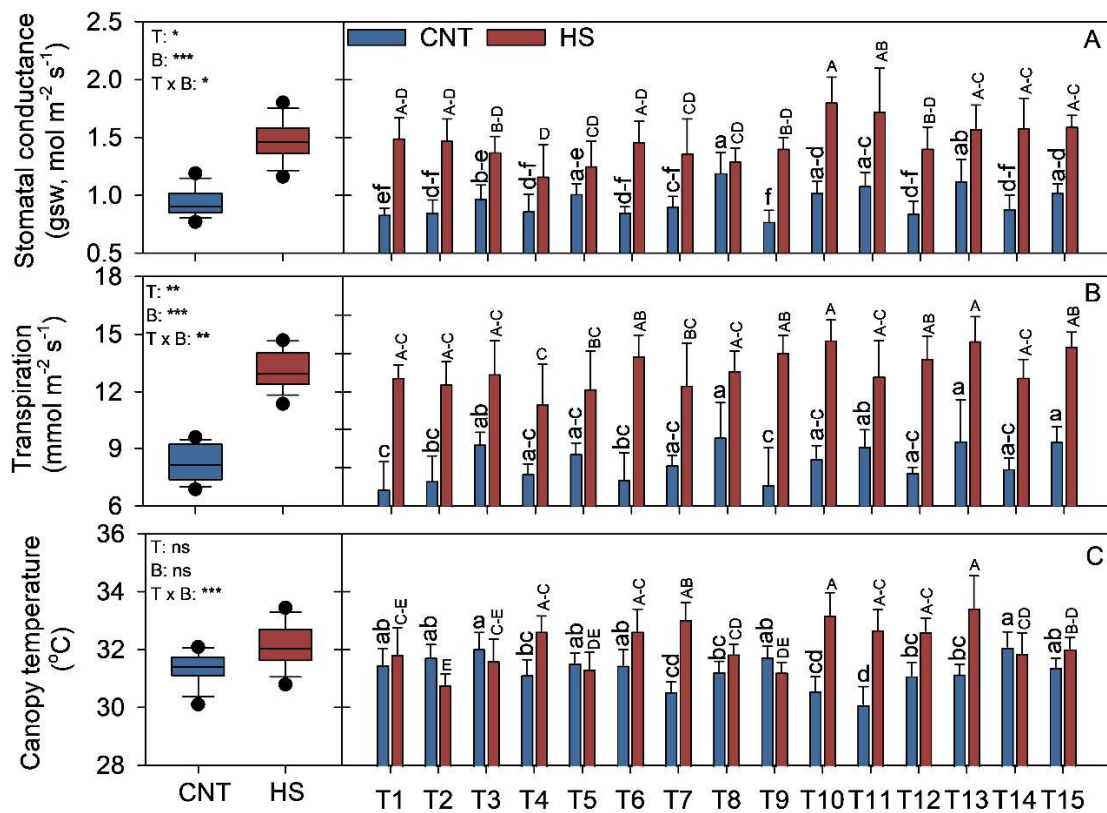 Stomatal conductance
(gsw, mol m⁻² s⁻¹)
2.5
2.0
1.5
1.0
0.5
T: *
B: ***
T x B: *
CNT HS
A
ef A-D d-f A-D b-e B-D d-f D a-e CD d-f A-D c-f CD a CD f B-D a-d A a-c AB d-f B-D ab A-C d-f A-C a-d A-C
Transpiration
(mmol m⁻² s⁻¹)
18
15
12
9
6
T: **
B: ***
T x B: **
B
c A-C bc A-C ab A-C a-c C a-c BC bc AB a-c BC a A-C c AB a-c A ab A-C a-c AB a A a-c A-C a AB
Canopy temperature
(⁰C)
36
34
32
30
28
T: ns
B: ns
T x B: ***
C
ab C-E ab E a C-E bc A-C ab DE ab A-C cd AB bc CD ab DE cd A d A-C bc A-C bc A a CD ab B-D
CNT HS T1 T2 T3 T4 T5 T6 T7 T8 T9 T10 T11 T12 T13 T14 T15